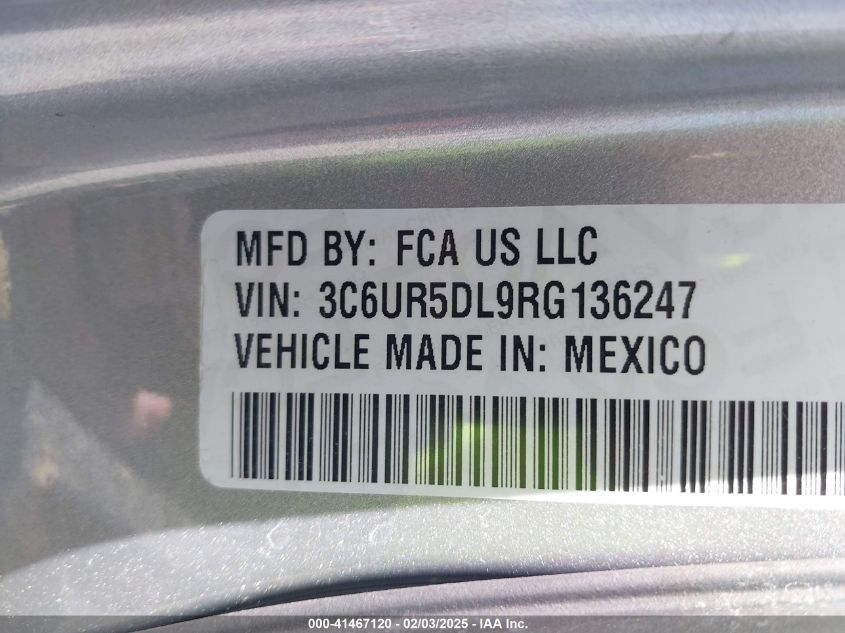 MFD BY: FCA US LLC
VIN: 3C6UR5DL9RG136247
VEHICLE MADE IN: MEXICO
000-41467120 - 02/03/2025 - IAA Inc.